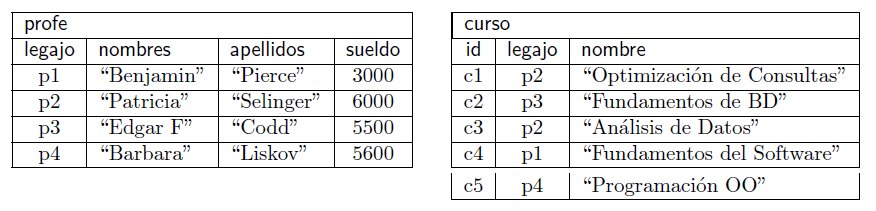 profe
legajo nombres apellidos sueldo
p1 “Benjamin” “Pierce” 3000
p2 “Patricia” “Selinger” 6000
p3 “Edgar F” “Codd” 5500
p4 “Barbara” “Liskov” 5600
curso
id legajo nombre
c1 p2 “Optimización de Consultas”
c2 p3 “Fundamentos de BD”
c3 p2 “Análisis de Datos”
c4 p1 “Fundamentos del Software”
c5 p4 “Programación OO”